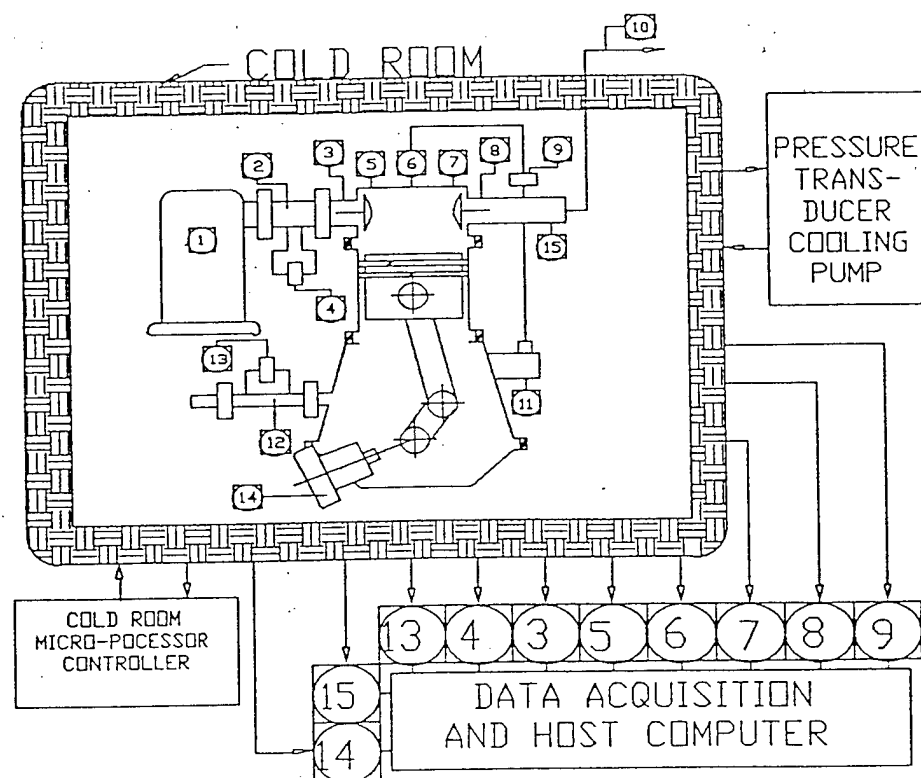 10
COLD ROOM
2
3
5
6
7
8
9
1
PRESSURE
TRANS-
DUCER
COOLING
PUMP
15
4
13
11
12
14
COLD ROOM
MICRO-POCESSOR
CONTROLLER
13 4 3 5 6 7 8 9
15
14
DATA ACQUISITION
AND HOST COMPUTER